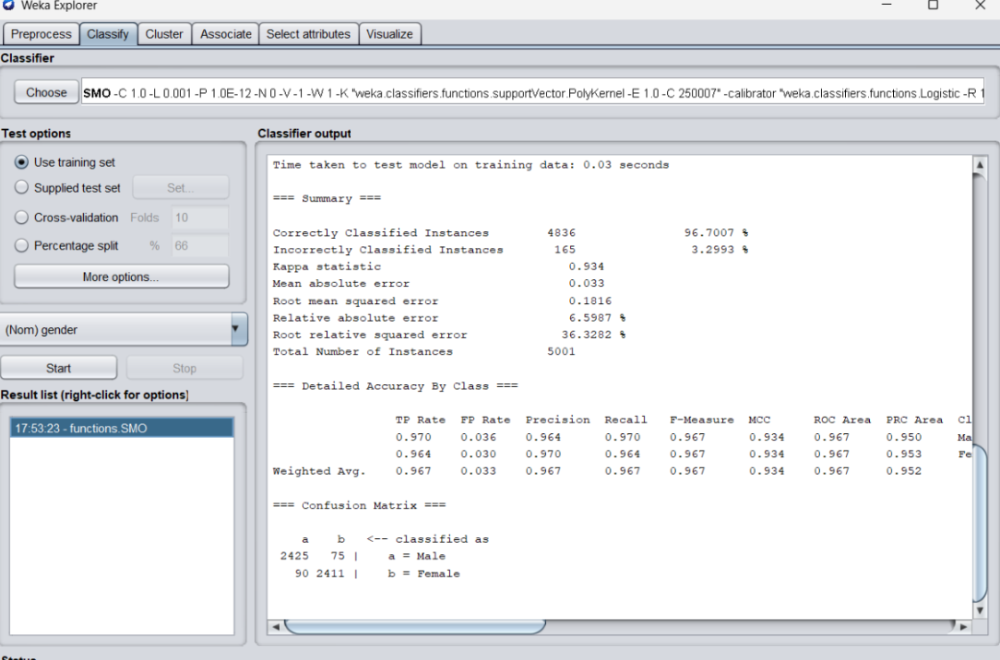 Weka Explorer
Preprocess Classify Cluster Associate Select attributes Visualize
Classifier
Choose SMO -C 1.0 -L 0.001 -P 1.0E-12 -N 0 -V -1 -W 1 -K "weka.classifiers.functions.supportVector.PolyKernel -E 1.0 -C 250007" -calibrator "weka.classifiers.functions.Logistic -R 1
Test options
Use training set
Supplied test set Set...
Cross-validation Folds 10
Percentage split % 66
More options...
(Nom) gender
Start Stop
Result list (right-click for options)
17:53:23 - functions.SMO
Classifier output
Time taken to test model on training data: 0.03 seconds
=== Summary ===
Correctly Classified Instances 4836 96.7007 %
Incorrectly Classified Instances 165 3.2993 %
Kappa statistic 0.934
Mean absolute error 0.033
Root mean squared error 0.1816
Relative absolute error 6.5987 %
Root relative squared error 36.3282 %
Total Number of Instances 5001
=== Detailed Accuracy By Class ===
TP Rate FP Rate Precision Recall F-Measure MCC ROC Area PRC Area Cl
0.970 0.036 0.964 0.970 0.967 0.934 0.967 0.950 Ma
0.964 0.030 0.970 0.964 0.967 0.934 0.967 0.953 Fe
Weighted Avg. 0.967 0.033 0.967 0.967 0.967 0.934 0.967 0.952
=== Confusion Matrix ===
a b <-- classified as
2425 75 | a = Male
90 2411 | b = Female
Status